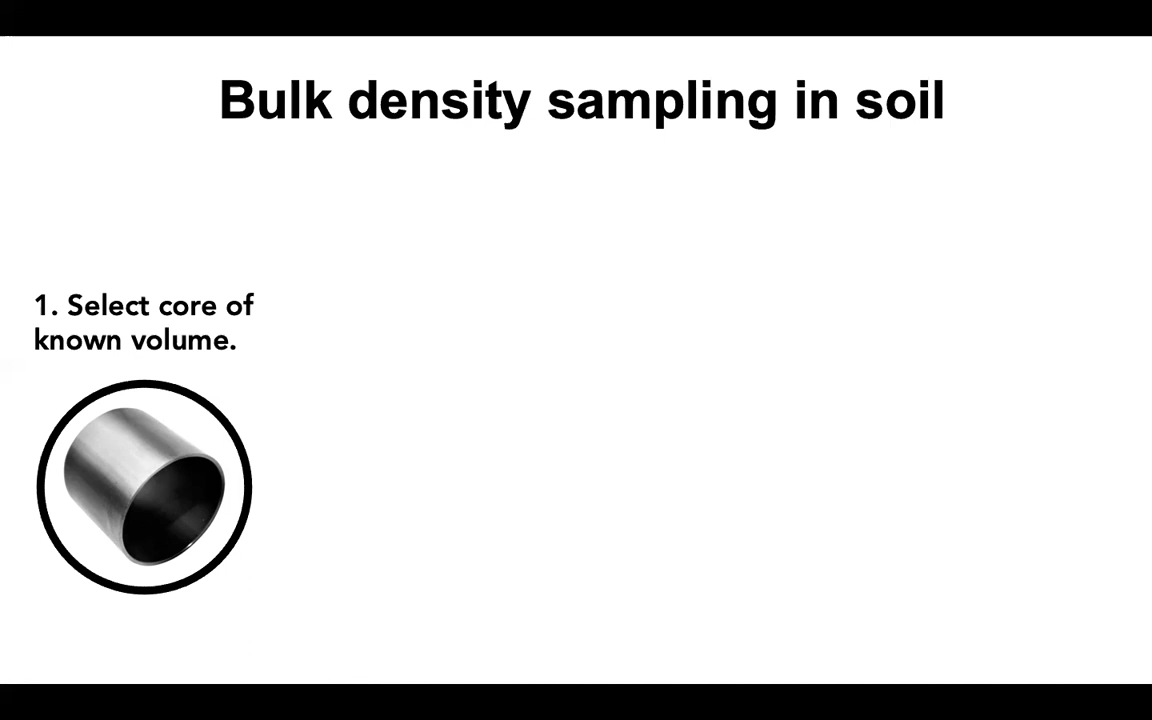 Bulk density sampling in soil
1. Select core of
known volume.